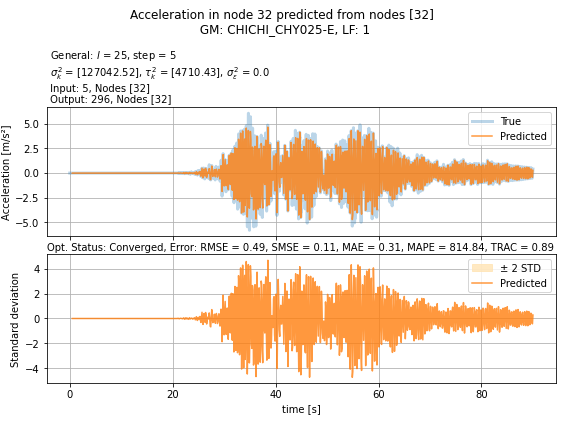 Acceleration in node 32 predicted from nodes [32]
GM: CHICHI_CHY025-E, LF: 1
General: l = 25, step = 5
σ²ₖ = [127042.52], τ²ₖ = [4710.43], σ²ₑ = 0.0
Input: 5, Nodes [32]
Output: 296, Nodes [32]
5.0
2.5
0.0
−2.5
−5.0
Acceleration [m/s²]
True
Predicted
Opt. Status: Converged, Error: RMSE = 0.49, SMSE = 0.11, MAE = 0.31, MAPE = 814.84, TRAC = 0.89
4
2
0
−2
−4
Standard deviation
± 2 STD
Predicted
0 20 40 60 80
time [s]